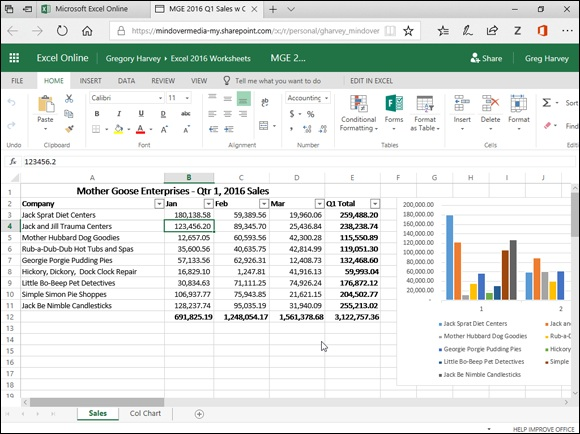 Microsoft Excel Online
MGE 2016 Q1 Sales w C
https://mindovermedia-my.sharepoint.com/:x:/r/personal/gharvey_mindover
Excel Online Gregory Harvey Excel 2016 Worksheets MGE 2... Share Greg Harvey
FILE HOME INSERT DATA REVIEW VIEW Tell me what you want to do EDIT IN EXCEL
Calibri 11 Accounting Sort
Paste Conditional Formatting Format as Table Cells Find
Undo Clipboard Font Alignment Number Tables Editing
fx 123456.2
A B C D E F G H I J
1 Mother Goose Enterprises - Qtr 1, 2016 Sales
2 Company Jan Feb Mar Q1 Total
3 Jack Sprat Diet Centers 180,138.58 59,389.56 19,960.06 259,488.20
4 Jack and Jill Trauma Centers 123,456.20 89,345.70 25,436.84 238,238.74
5 Mother Hubbard Dog Goodies 12,657.05 60,593.56 42,300.28 115,550.89
6 Rub-a-Dub-Dub Hot Tubs and Spas 35,600.56 40,635.75 42,814.99 119,051.30
7 Georgie Porgie Pudding Pies 57,133.56 62,926.31 12,408.73 132,468.60
8 Hickory, Dickory, Dock Clock Repair 16,829.10 1,247.81 41,916.13 59,993.04
9 Little Bo-Beep Pet Detectives 30,834.63 71,111.25 74,926.24 176,872.12
10 Simple Simon Pie Shoppes 106,937.77 75,943.85 21,621.15 204,502.77
11 Jack Be Nimble Candlesticks 128,237.74 95,035.19 31,940.09 255,213.02
12 691,825.19 1,248,054.17 1,561,378.68 3,122,757.36
13
14
15
16
17
18
19
200,000.00
180,000.00
160,000.00
140,000.00
120,000.00
100,000.00
80,000.00
60,000.00
40,000.00
20,000.00
-
1 2
Jack Sprat Diet Centers Jack an
Mother Hubbard Dog Goodies Rub-a-D
Georgie Porgie Pudding Pies Hickory
Little Bo-Beep Pet Detectives Simple
Jack Be Nimble Candlesticks
Sales Col Chart
HELP IMPROVE OFFICE